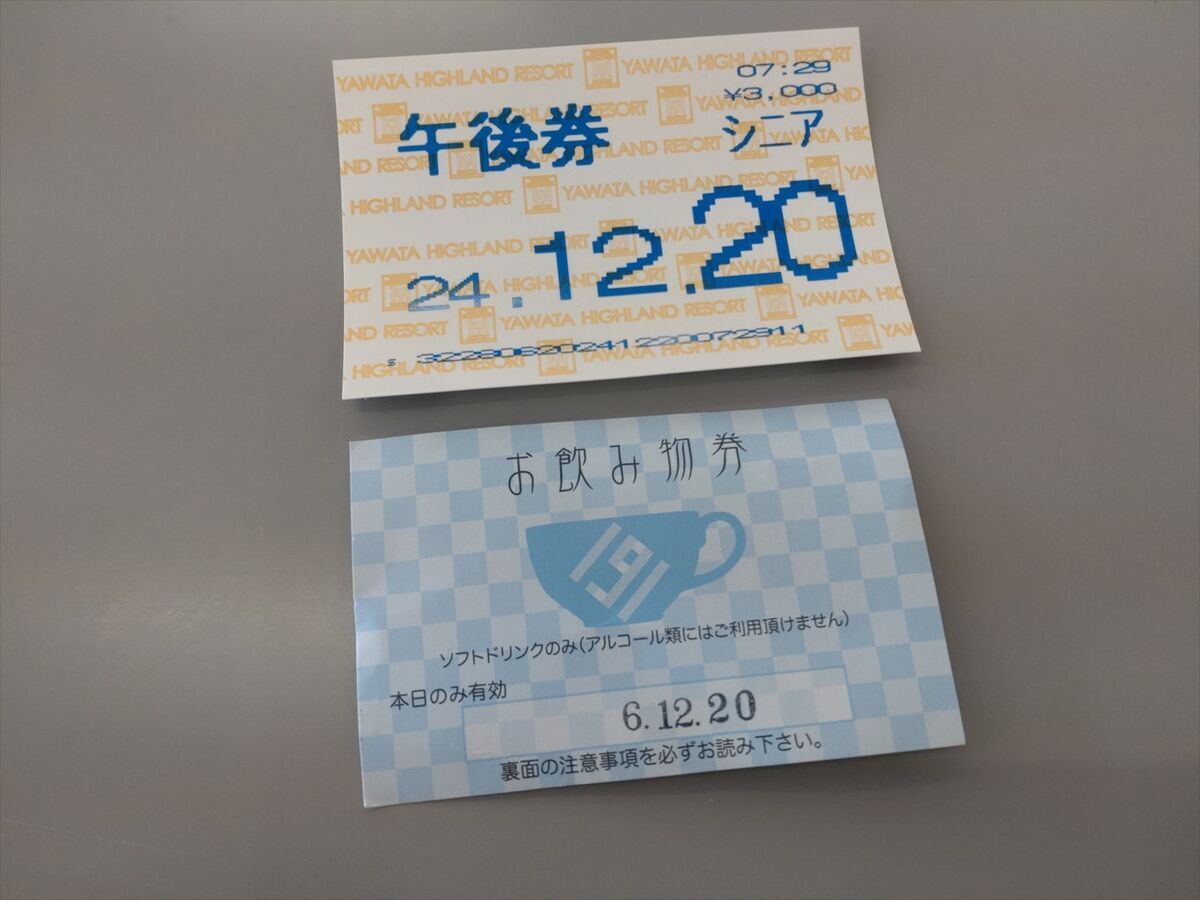 YAWATA HIGHLAND RESORT
07:29
¥3,000
午後券
シニア
24.12.20
お飲み物券
191
ソフトドリンクのみ(アルコール類にはご利用頂けません)
本日のみ有効
6.12.20
裏面の注意事項を必ずお読み下さい。